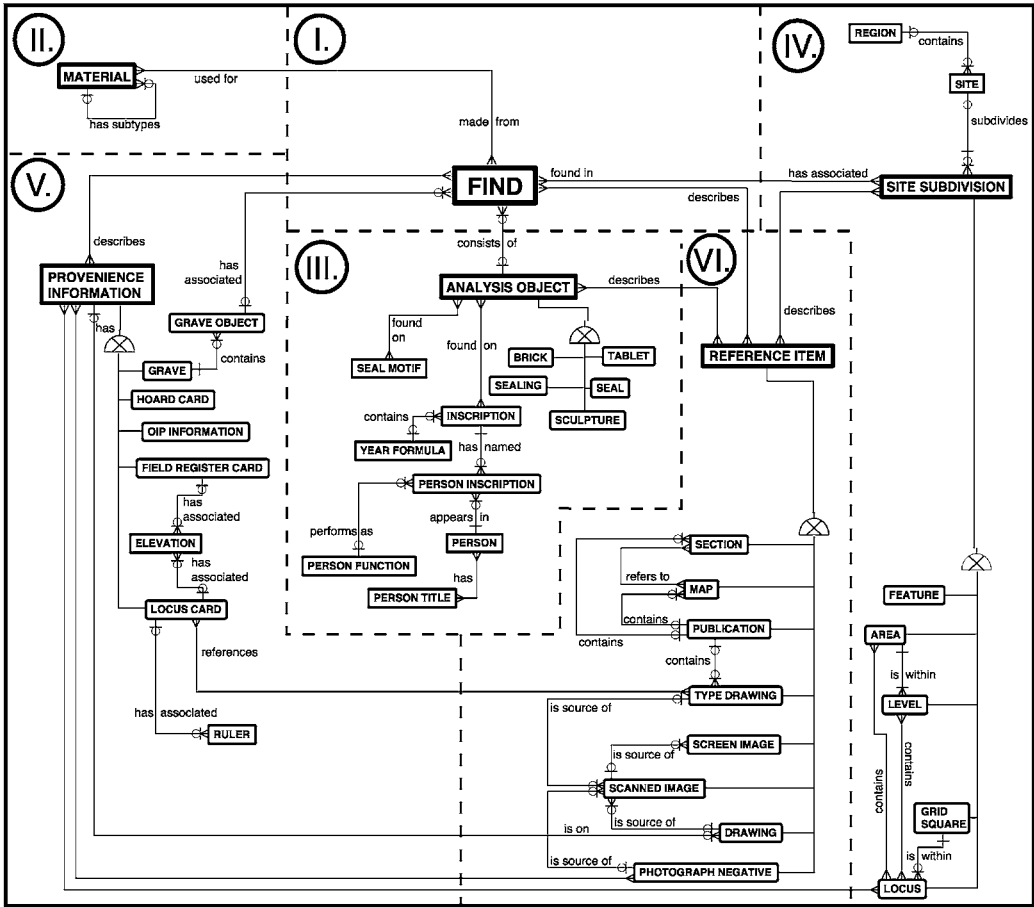 II.
MATERIAL
used for
has subtypes
I.
made from
FIND
found in
describes
consists of
IV.
REGION
contains
SITE
subdivides
has associated
SITE SUBDIVISION
V.
describes
PROVENIENCE
INFORMATION
has
has
associated
GRAVE OBJECT
contains
GRAVE
HOARD CARD
OIP INFORMATION
FIELD REGISTER CARD
has
associated
ELEVATION
has
associated
LOCUS CARD
references
has associated
RULER
III.
ANALYSIS OBJECT
describes
found
on
SEAL MOTIF
found on
BRICK
TABLET
SEALING
SEAL
SCULPTURE
contains
INSCRIPTION
YEAR FORMULA
has named
PERSON INSCRIPTION
performs as
appears in
PERSON FUNCTION
PERSON
has
PERSON TITLE
VI.
describes
REFERENCE ITEM
SECTION
refers to
MAP
contains
PUBLICATION
contains
contains
TYPE DRAWING
is source of
SCREEN IMAGE
is source of
SCANNED IMAGE
is source of
is on
DRAWING
is source of
PHOTOGRAPH NEGATIVE
FEATURE
AREA
is within
LEVEL
contains
contains
GRID
SQUARE
is within
LOCUS